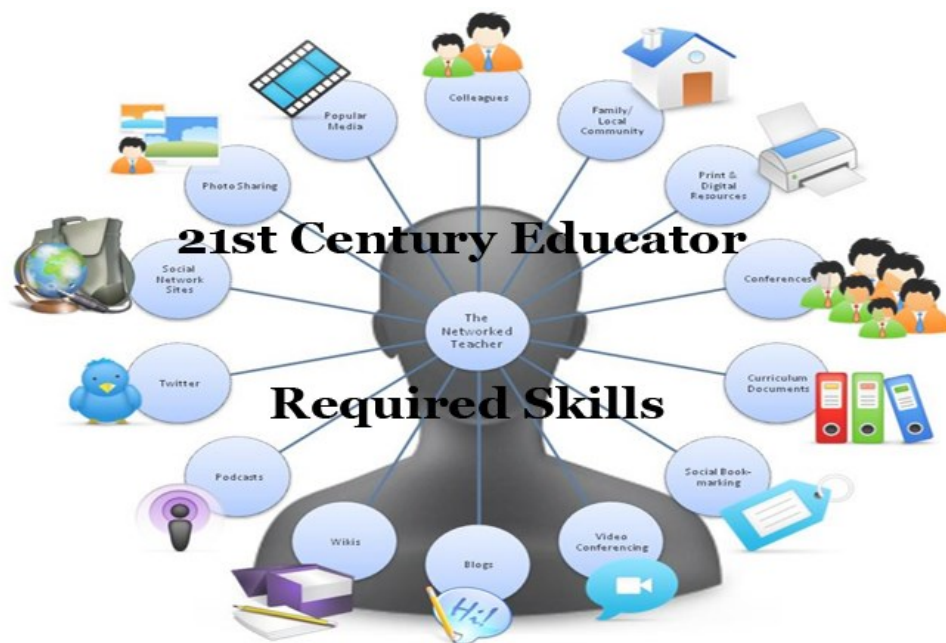 Colleagues
Popular
Media
Family/
Local
Community
Photo Sharing
Print &
Digital
Resources
21st Century Educator
Social
Network
Sites
Conferences
The
Networked
Teacher
Twitter
Curriculum
Documents
Required Skills
Podcasts
Social Book-
marking
Wikis
Blogs
Video
Conferencing
Hi!